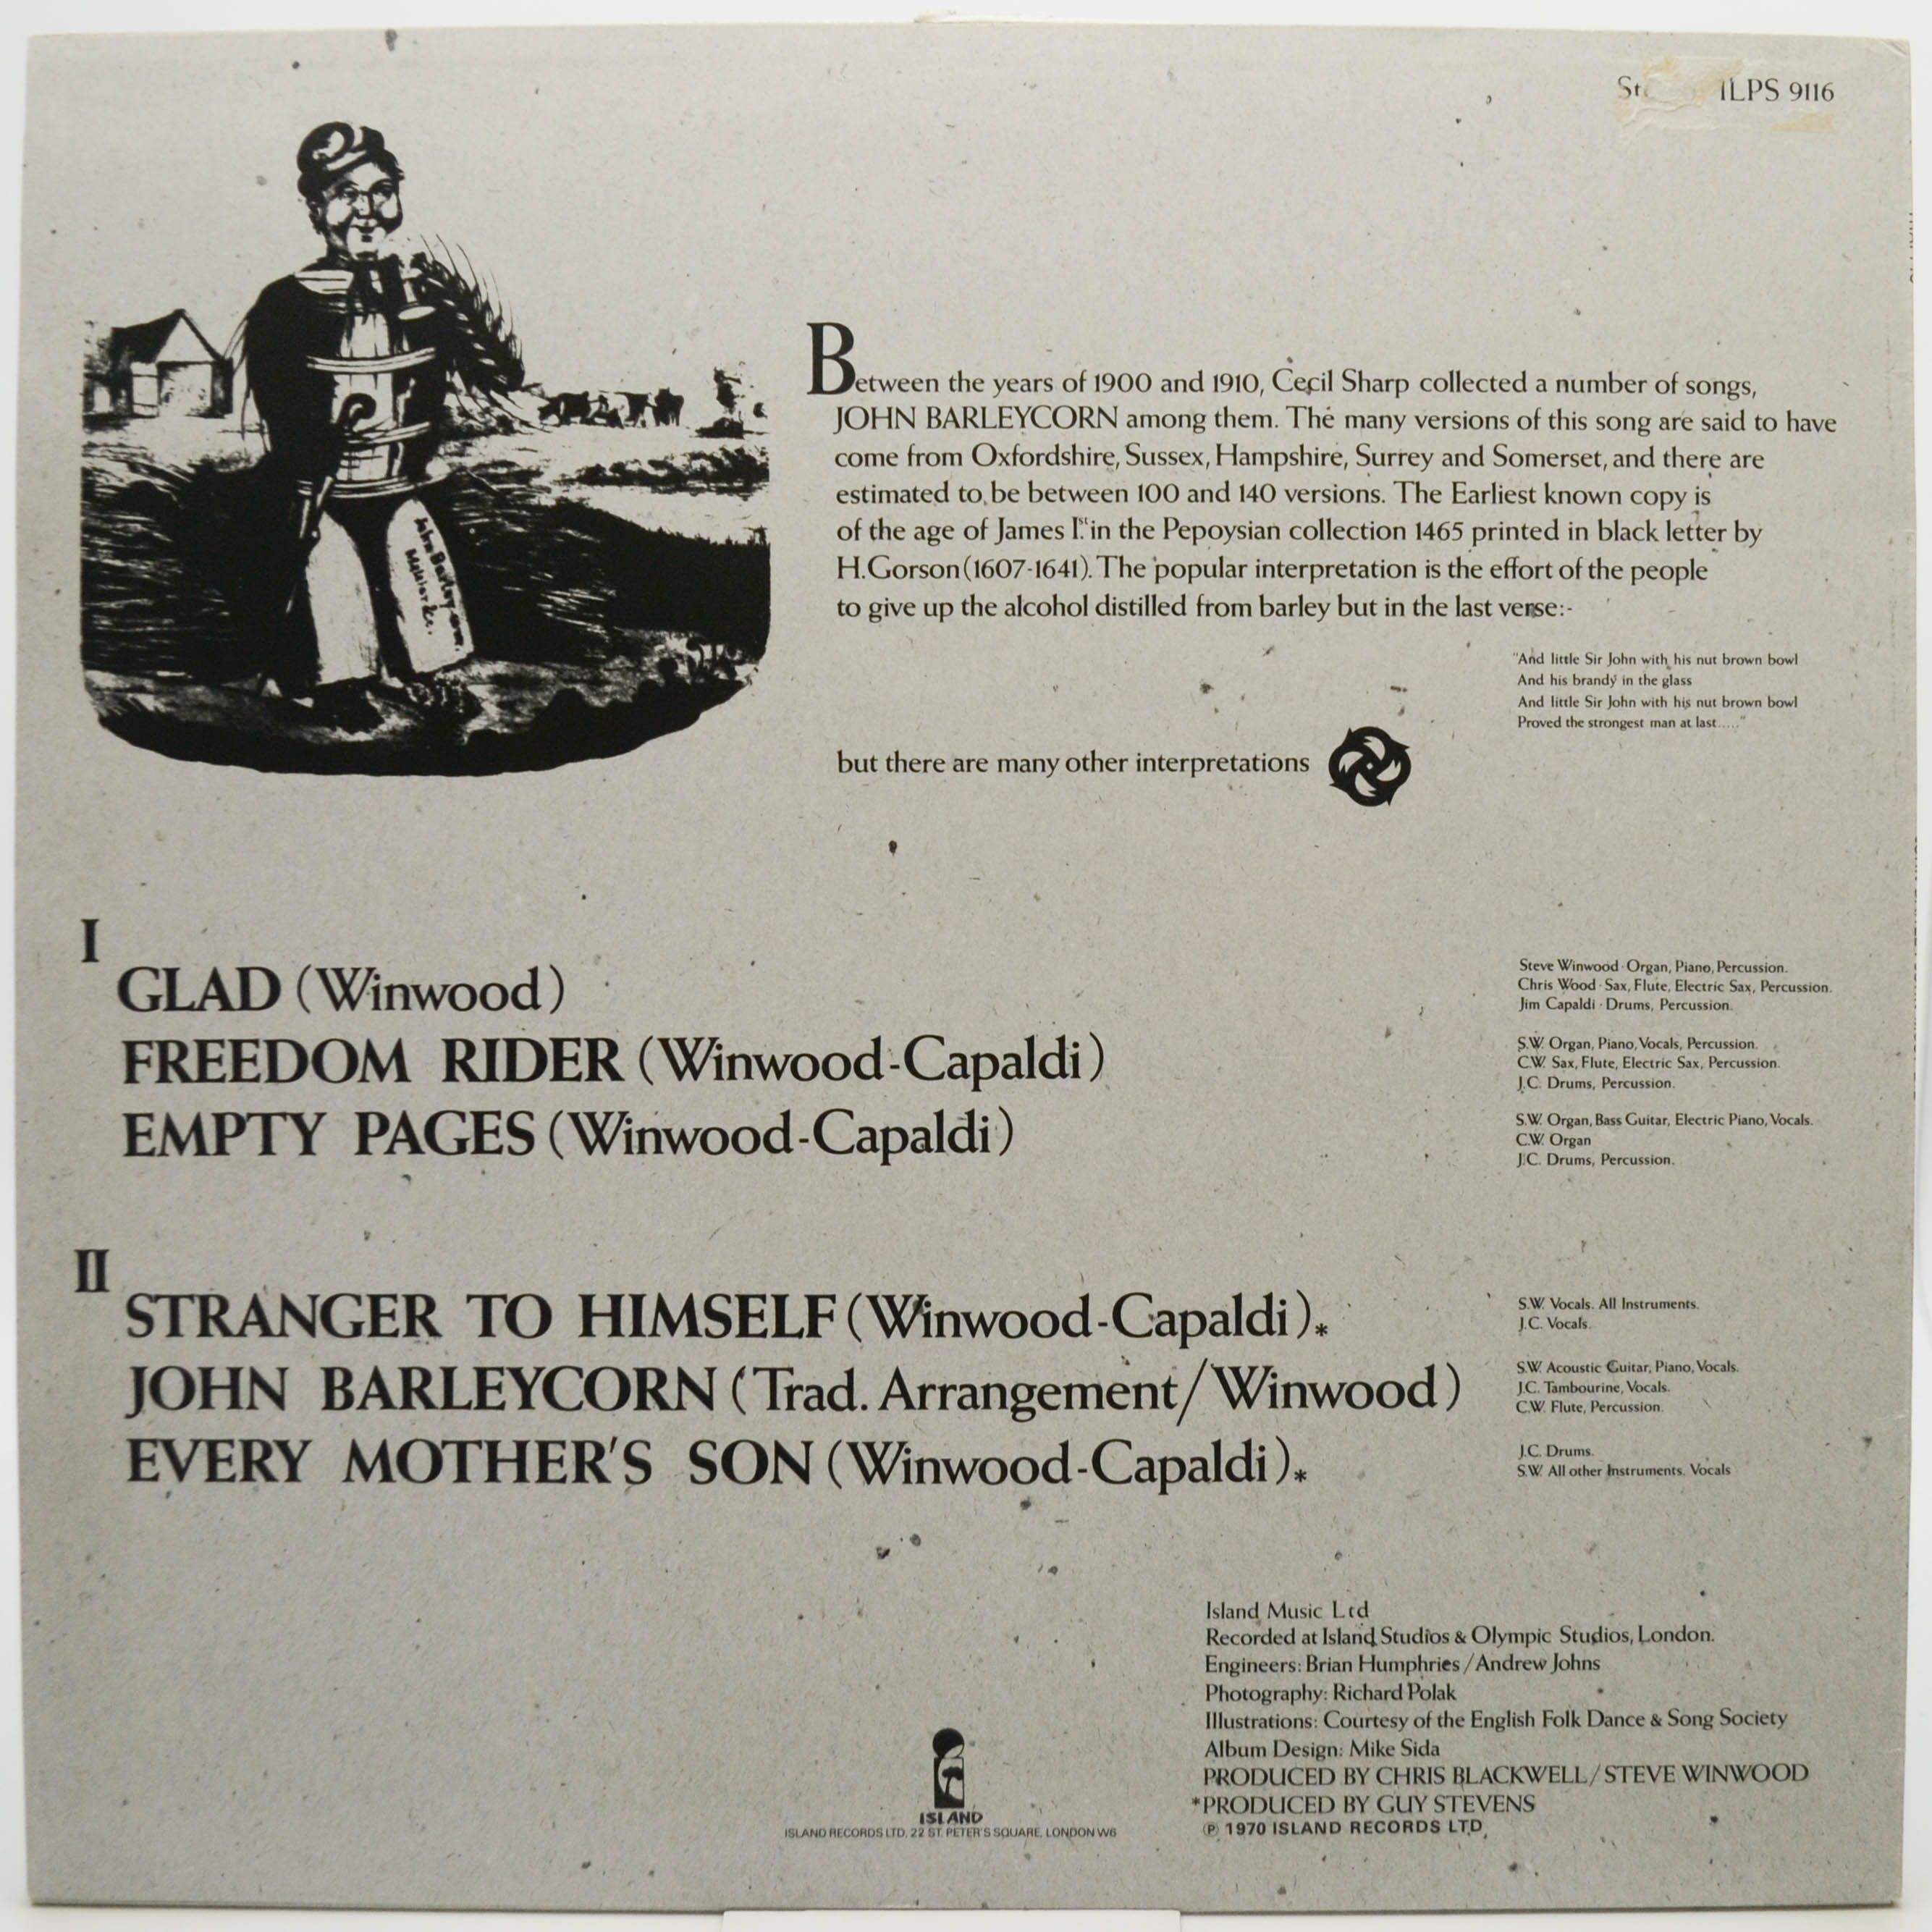 ILPS 9116
Between the years of 1900 and 1910, Cecil Sharp collected a number of songs,
JOHN BARLEYCORN among them. The many versions of this song are said to have
come from Oxfordshire, Sussex, Hampshire, Surrey and Somerset, and there are
estimated to be between 100 and 140 versions. The Earliest known copy is
of the age of James Ist in the Pepoysian collection 1465 printed in black letter by
H.Gorson (1607-1641). The popular interpretation is the effort of the people
to give up the alcohol distilled from barley but in the last verse:-
"And little Sir John with his nut brown bowl
And his brandy in the glass
And little Sir John with his nut brown bowl
Proved the strongest man at last....."
but there are many other interpretations
John Barleycorn.
Maltster &c.
I
GLAD (Winwood)
Steve Winwood · Organ, Piano, Percussion.
Chris Wood · Sax, Flute, Electric Sax, Percussion.
Jim Capaldi · Drums, Percussion.
FREEDOM RIDER (Winwood-Capaldi)
S.W. Organ, Piano, Vocals, Percussion.
C.W. Sax, Flute, Electric Sax, Percussion.
J.C. Drums, Percussion.
EMPTY PAGES (Winwood-Capaldi)
S.W. Organ, Bass Guitar, Electric Piano, Vocals.
C.W. Organ
J.C. Drums, Percussion.
II
STRANGER TO HIMSELF (Winwood-Capaldi).*
S.W. Vocals. All Instruments.
J.C. Vocals.
JOHN BARLEYCORN (Trad. Arrangement/Winwood)
S.W. Acoustic Guitar, Piano, Vocals.
J.C. Tambourine, Vocals.
C.W. Flute, Percussion.
EVERY MOTHER'S SON (Winwood-Capaldi).*
J.C. Drums.
S.W. All other Instruments. Vocals
Island Music Ltd
Recorded at Island Studios & Olympic Studios, London.
Engineers: Brian Humphries / Andrew Johns
Photography: Richard Polak
Illustrations: Courtesy of the English Folk Dance & Song Society
Album Design: Mike Sida
PRODUCED BY CHRIS BLACKWELL/STEVE WINWOOD
*PRODUCED BY GUY STEVENS
℗ 1970 ISLAND RECORDS LTD
ISLAND
ISLAND RECORDS LTD, 22 ST. PETER'S SQUARE, LONDON W6